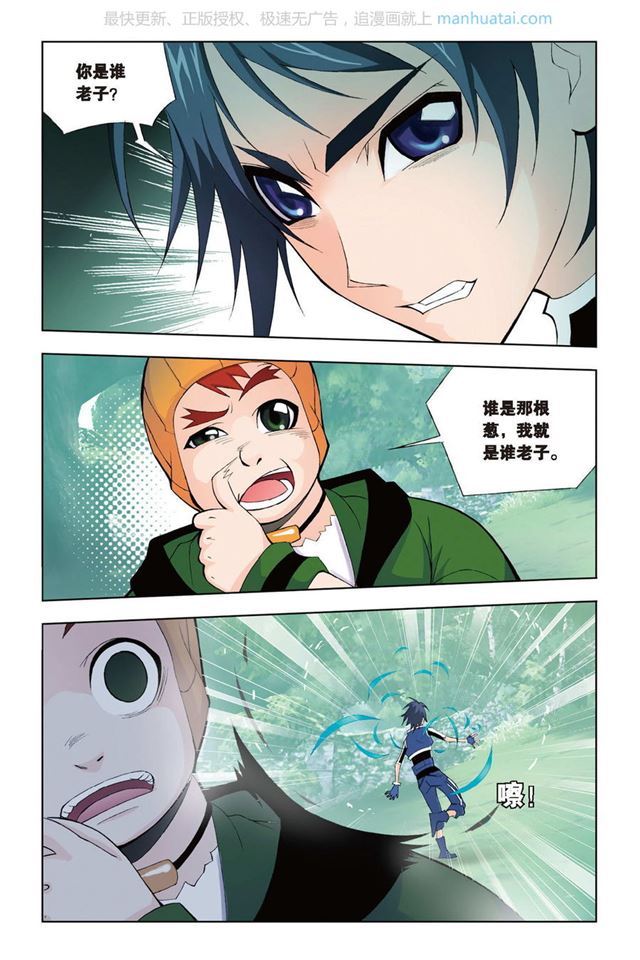 最快更新、正版授权、极速无广告，追漫画就上 manhuatai.com
你是谁
老子？
谁是那根
葱，我就
是谁老子。
嚓！